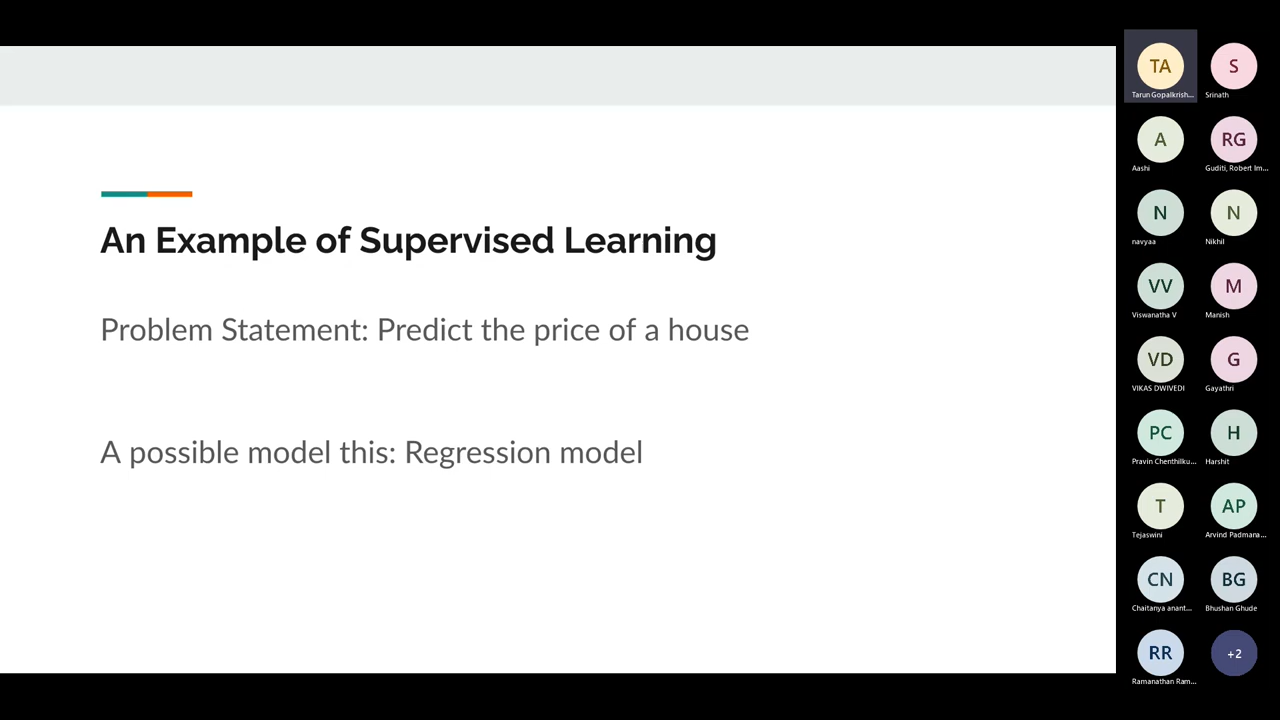 An Example of Supervised Learning
Problem Statement: Predict the price of a house
A possible model this: Regression model
TA
Tarun Gopalkrish...
S
Srinath
A
Aashi
RG
Guditi, Robert Im...
N
navyaa
N
Nikhil
VV
Viswanatha V
M
Manish
VD
VIKAS DWIVEDI
G
Gayathri
PC
Pravin Chenthilku...
H
Harshit
T
Tejaswini
AP
Arvind Padmana...
CN
Chaitanya anant...
BG
Bhushan Ghude
RR
Ramanathan Ram...
+2